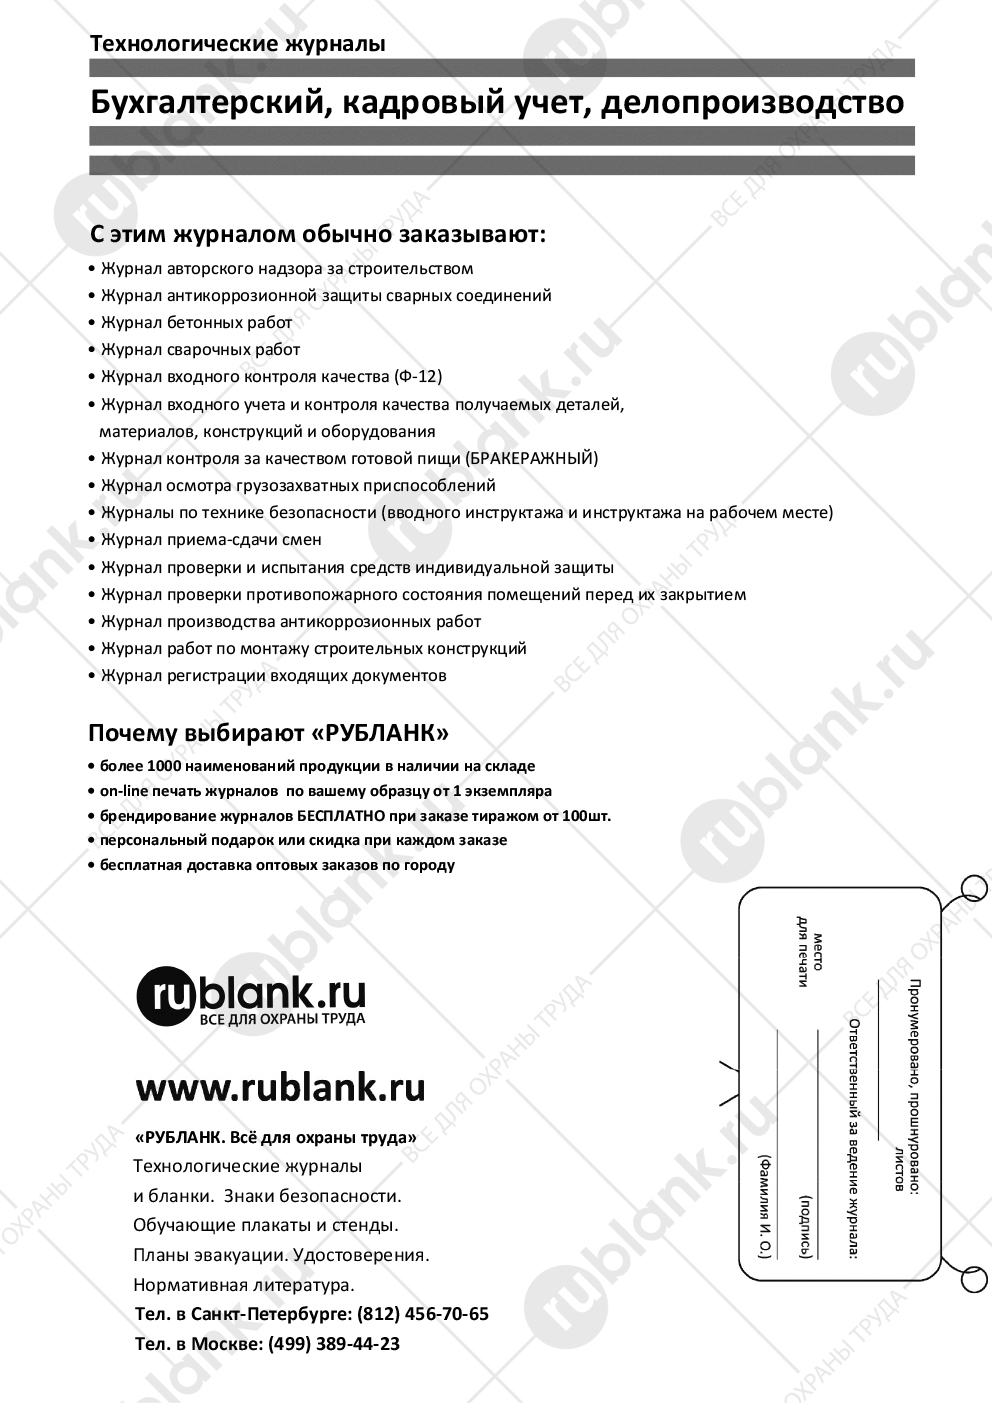 Технологические журналы
Бухгалтерский, кадровый учет, делопроизводство
С этим журналом обычно заказывают:
• Журнал авторского надзора за строительством
• Журнал антикоррозионной защиты сварных соединений
• Журнал бетонных работ
• Журнал сварочных работ
• Журнал входного контроля качества (Ф-12)
• Журнал входного учета и контроля качества получаемых деталей,
материалов, конструкций и оборудования
• Журнал контроля за качеством готовой пищи (БРАКЕРАЖНЫЙ)
• Журнал осмотра грузозахватных приспособлений
• Журналы по технике безопасности (вводного инструктажа и инструктажа на рабочем месте)
• Журнал приема-сдачи смен
• Журнал проверки и испытания средств индивидуальной защиты
• Журнал проверки противопожарного состояния помещений перед их закрытием
• Журнал производства антикоррозионных работ
• Журнал работ по монтажу строительных конструкций
• Журнал регистрации входящих документов
Почему выбирают «РУБЛАНК»
• более 1000 наименований продукции в наличии на складе
• on-line печать журналов по вашему образцу от 1 экземпляра
• брендирование журналов БЕСПЛАТНО при заказе тиражом от 100шт.
• персональный подарок или скидка при каждом заказе
• бесплатная доставка оптовых заказов по городу
rublank.ru
ВСЕ ДЛЯ ОХРАНЫ ТРУДА
www.rublank.ru
«РУБЛАНК. Всё для охраны труда»
Технологические журналы
и бланки. Знаки безопасности.
Обучающие плакаты и стенды.
Планы эвакуации. Удостоверения.
Нормативная литература.
Тел. в Санкт-Петербурге: (812) 456-70-65
Тел. в Москве: (499) 389-44-23
Пронумеровано, прошнуровано:
листов
Ответственный за ведение журнала:
место
для печати
(подпись)
(Фамилия И. О.)